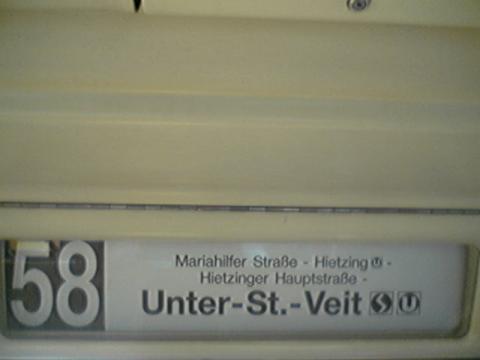 58
Mariahilfer Straße - Hietzing U -
Hietzinger Hauptstraße -
Unter-St.-Veit S U